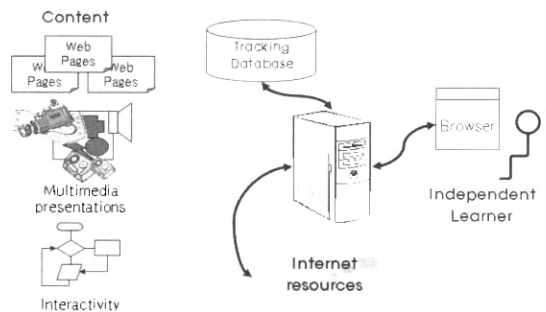 Content
Web
Pages
We
Pages
Web
Pages
Multimedia
presentations
Interactivity
Tracking
Database
Browser
Independent
Learner
Internet
resources